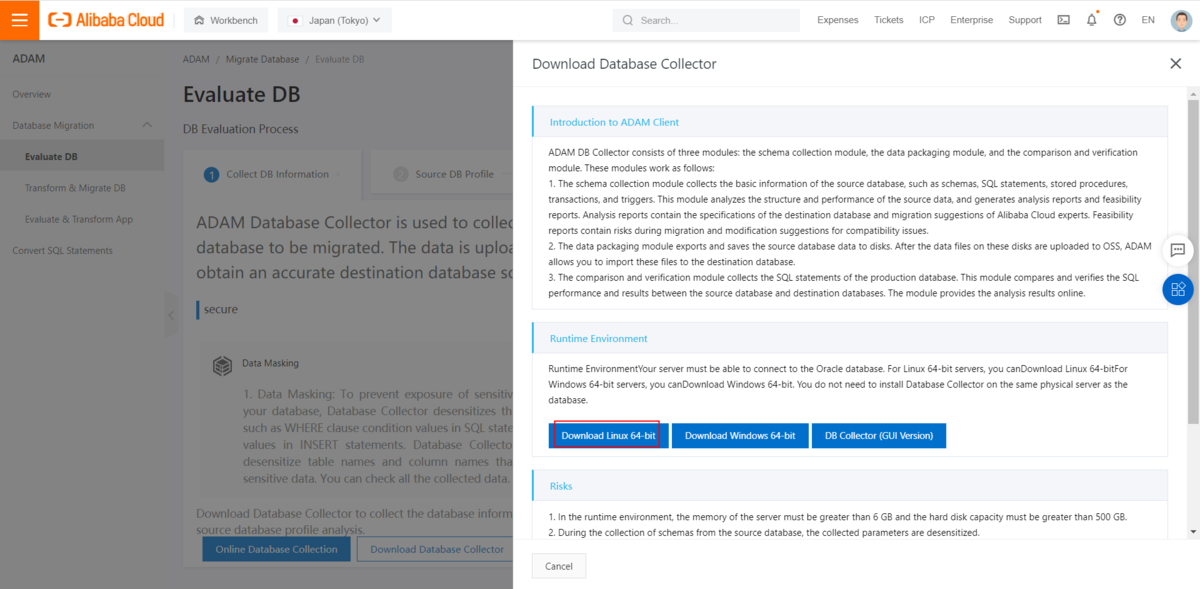 Alibaba Cloud
Workbench
Japan (Tokyo)
Search...
Expenses
Tickets
ICP
Enterprise
Support
EN
ADAM
Overview
Database Migration
Evaluate DB
Transform & Migrate DB
Evaluate & Transform App
Convert SQL Statements
ADAM / Migrate Database / Evaluate DB
Evaluate DB
DB Evaluation Process
1 Collect DB Information
2 Source DB Profile
ADAM Database Collector is used to collec
database to be migrated. The data is uploa
obtain an accurate destination database sc
secure
Data Masking
1. Data Masking: To prevent exposure of sensitiv
your database, Database Collector desensitizes th
such as WHERE clause condition values in SQL state
values in INSERT statements. Database Collecto
desensitize table names and column names tha
sensitive data. You can check all the collected data.
Download Database Collector to collect the database inform
source database profile analysis.
Online Database Collection
Download Database Collector
Download Database Collector
Introduction to ADAM Client
ADAM DB Collector consists of three modules: the schema collection module, the data packaging module, and the comparison and verification
module. These modules work as follows:
1. The schema collection module collects the basic information of the source database, such as schemas, SQL statements, stored procedures,
transactions, and triggers. This module analyzes the structure and performance of the source data, and generates analysis reports and feasibility
reports. Analysis reports contain the specifications of the destination database and migration suggestions of Alibaba Cloud experts. Feasibility
reports contain risks during migration and modification suggestions for compatibility issues.
2. The data packaging module exports and saves the source database data to disks. After the data files on these disks are uploaded to OSS, ADAM
allows you to import these files to the destination database.
3. The comparison and verification module collects the SQL statements of the production database. This module compares and verifies the SQL
performance and results between the source database and destination databases. The module provides the analysis results online.
Runtime Environment
Runtime EnvironmentYour server must be able to connect to the Oracle database. For Linux 64-bit servers, you canDownload Linux 64-bitFor
Windows 64-bit servers, you canDownload Windows 64-bit. You do not need to install Database Collector on the same physical server as the
database.
Download Linux 64-bit
Download Windows 64-bit
DB Collector (GUI Version)
Risks
1. In the runtime environment, the memory of the server must be greater than 6 GB and the hard disk capacity must be greater than 500 GB.
2. During the collection of schemas from the source database, the collected parameters are desensitized.
Cancel